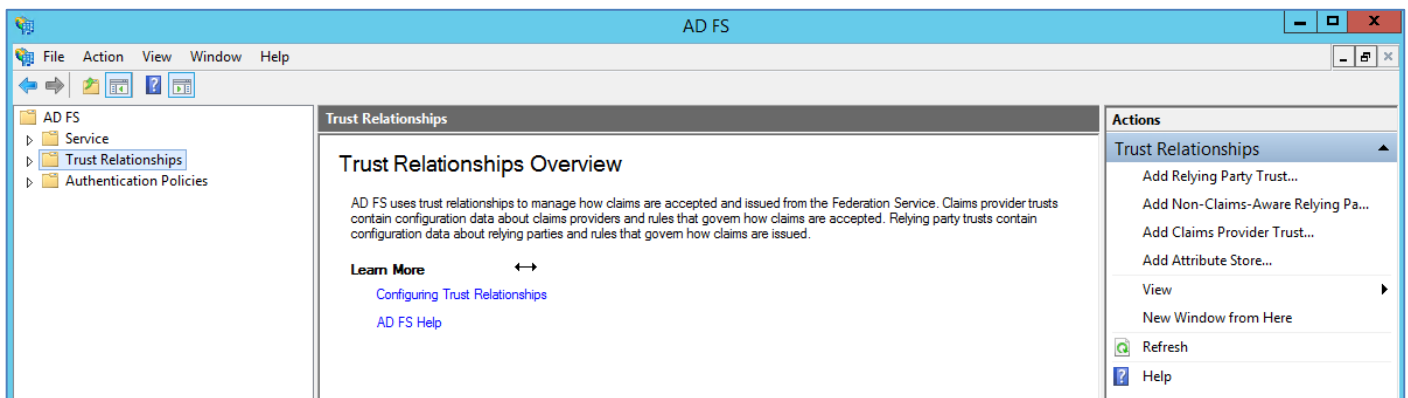 AD FS
File Action View Window Help
AD FS
Service
Trust Relationships
Authentication Policies
Trust Relationships
Trust Relationships Overview
AD FS uses trust relationships to manage how claims are accepted and issued from the Federation Service. Claims provider trusts
contain configuration data about claims providers and rules that govern how claims are accepted. Relying party trusts contain
configuration data about relying parties and rules that govern how claims are issued.
Learn More
Configuring Trust Relationships
AD FS Help
Actions
Trust Relationships
Add Relying Party Trust...
Add Non-Claims-Aware Relying Pa...
Add Claims Provider Trust...
Add Attribute Store...
View
New Window from Here
Refresh
Help